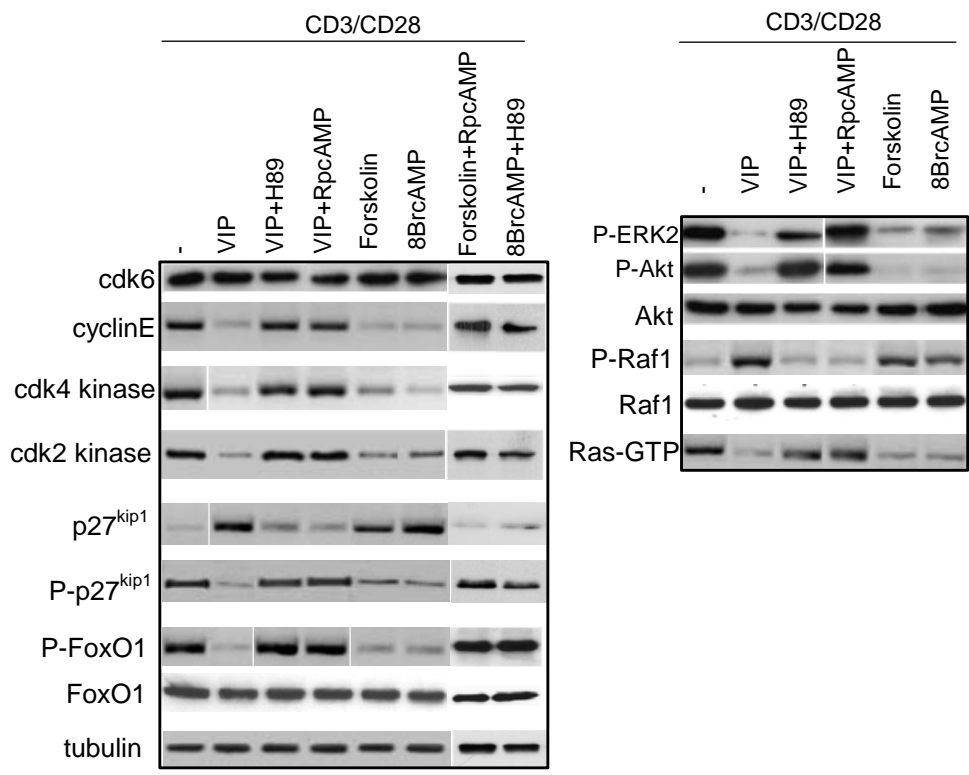 CD3/CD28
-
VIP
VIP+H89
VIP+RpcAMP
Forskolin
8BrcAMP
Forskolin+RpcAMP
8BrcAMP+H89
cdk6
cyclinE
cdk4 kinase
cdk2 kinase
p27kip1
P-p27kip1
P-FoxO1
FoxO1
tubulin
CD3/CD28
-
VIP
VIP+H89
VIP+RpcAMP
Forskolin
8BrcAMP
P-ERK2
P-Akt
Akt
P-Raf1
Raf1
Ras-GTP